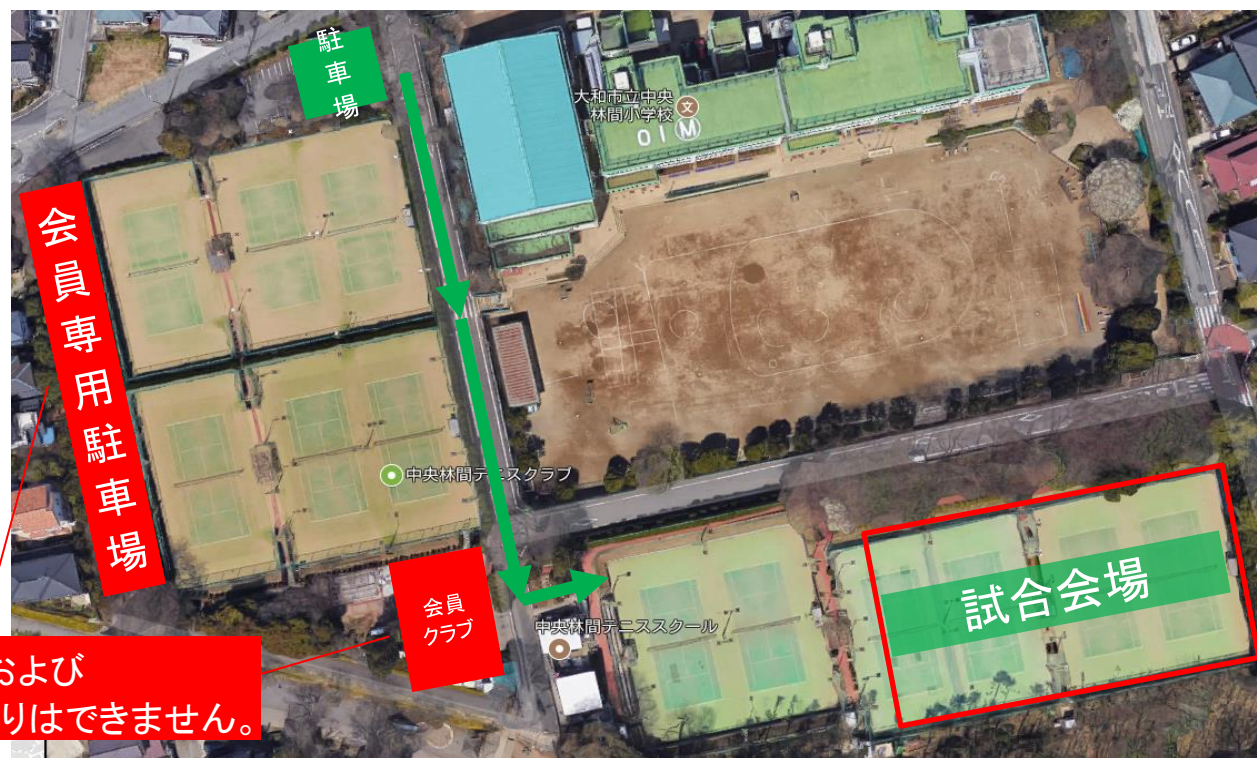 駐車場
大和市立中央
林間小学校
文
M10
会員専用駐車場
中央林間テニスクラブ
会員
クラブ
試合会場
中央林間テニススクール
および
りはできません。